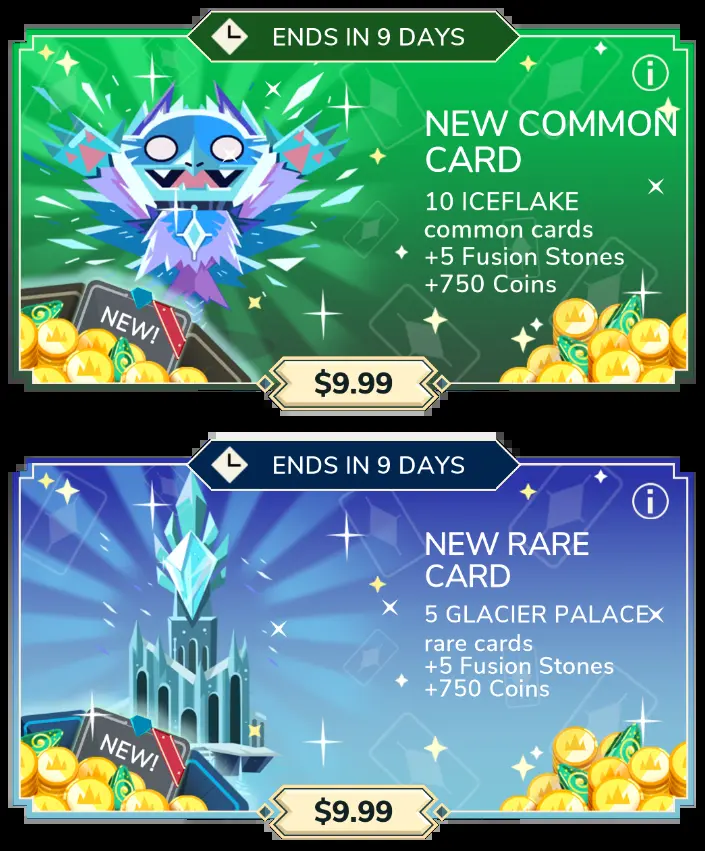 ENDS IN 9 DAYS
NEW COMMON
CARD
10 ICEFLAKE
common cards
+5 Fusion Stones
+750 Coins
NEW!
$9.99
ENDS IN 9 DAYS
NEW RARE
CARD
5 GLACIER PALACE
rare cards
+5 Fusion Stones
+750 Coins
NEW!
$9.99